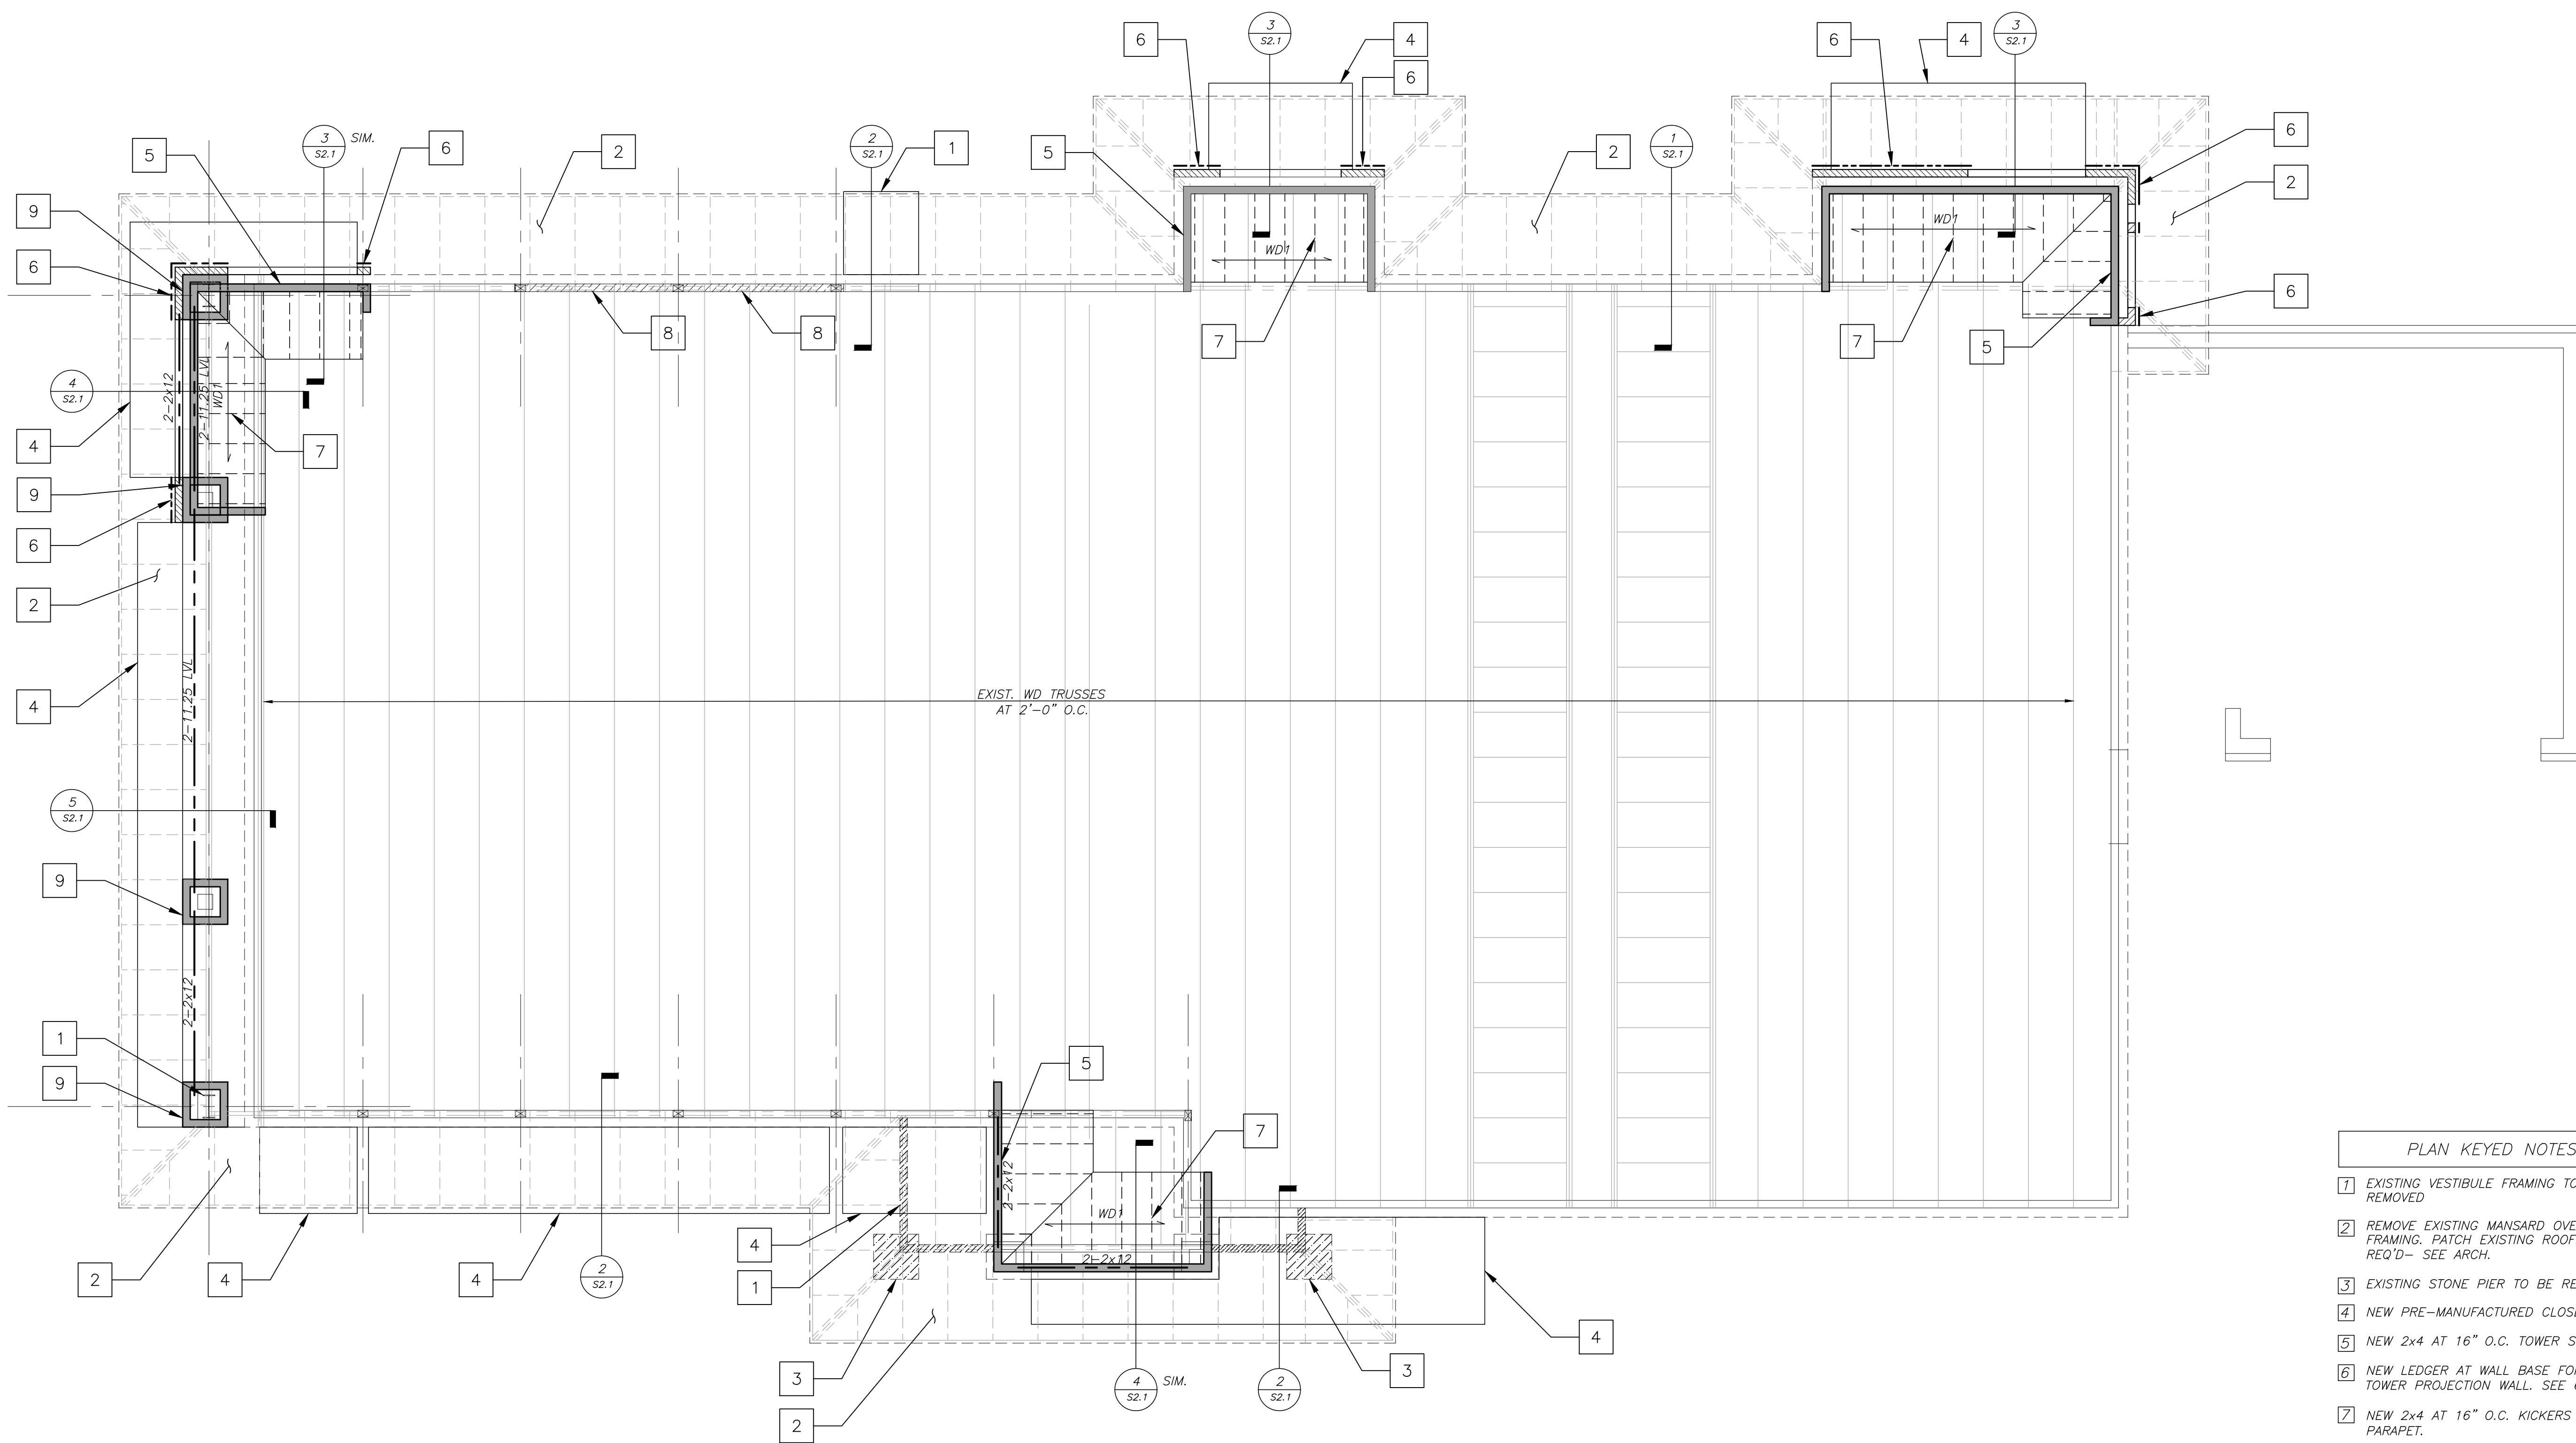 3
S2.1
6
4
3
S2.1
6
4
6
3
S2.1
SIM.
6
2
2
S2.1
1
5
2
1
S2.1
6
5
2
9
6
WD1
WD1
6
8
8
7
7
5
4
S2.1
2-2x12
2-11.25 LVL
WD1
4
7
9
6
2
4
2-11.25 LVL
EXIST. WD TRUSSES
AT 2'-0" O.C.
5
S2.1
9
2-2x12
1
9
5
7
2-2x12
WD1
2-2x12
2
4
4
2
S2.1
4
1
3
2
4
S2.1
SIM.
2
S2.1
3
4
PLAN KEYED NOTES
1 EXISTING VESTIBULE FRAMING
REMOVED
2 REMOVE EXISTING MANSARD
FRAMING. PATCH EXISTING ROOF
REQ'D- SEE ARCH.
3 EXISTING STONE PIER TO BE
4 NEW PRE-MANUFACTURED
5 NEW 2x4 AT 16" O.C. TOWER
6 NEW LEDGER AT WALL BASE
TOWER PROJECTION WALL. SEE
7 NEW 2x4 AT 16" O.C. KICKERS
PARAPET.